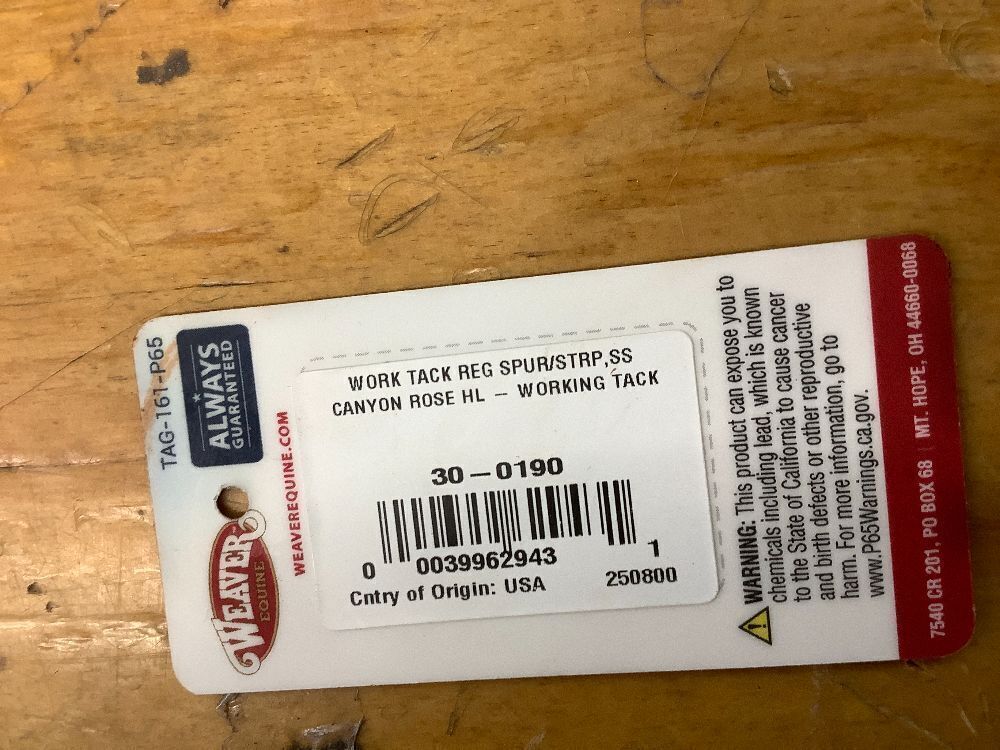 TAG-161-P65
ALWAYS
GUARANTEED
WEAVER
EQUINE
WEAVEREQUINE.COM
WORK TACK REG SPUR/STRP,SS
CANYON ROSE HL -- WORKING TACK
30-0190
0 0039962943 1
Cntry of Origin: USA 250800
WARNING: This product can expose you to
chemicals including lead, which is known
to the State of California to cause cancer
and birth defects or other reproductive
harm. For more information, go to
www.P65Warnings.ca.gov.
7540 CR 201, PO BOX 68 | MT. HOPE, OH 44660-0068